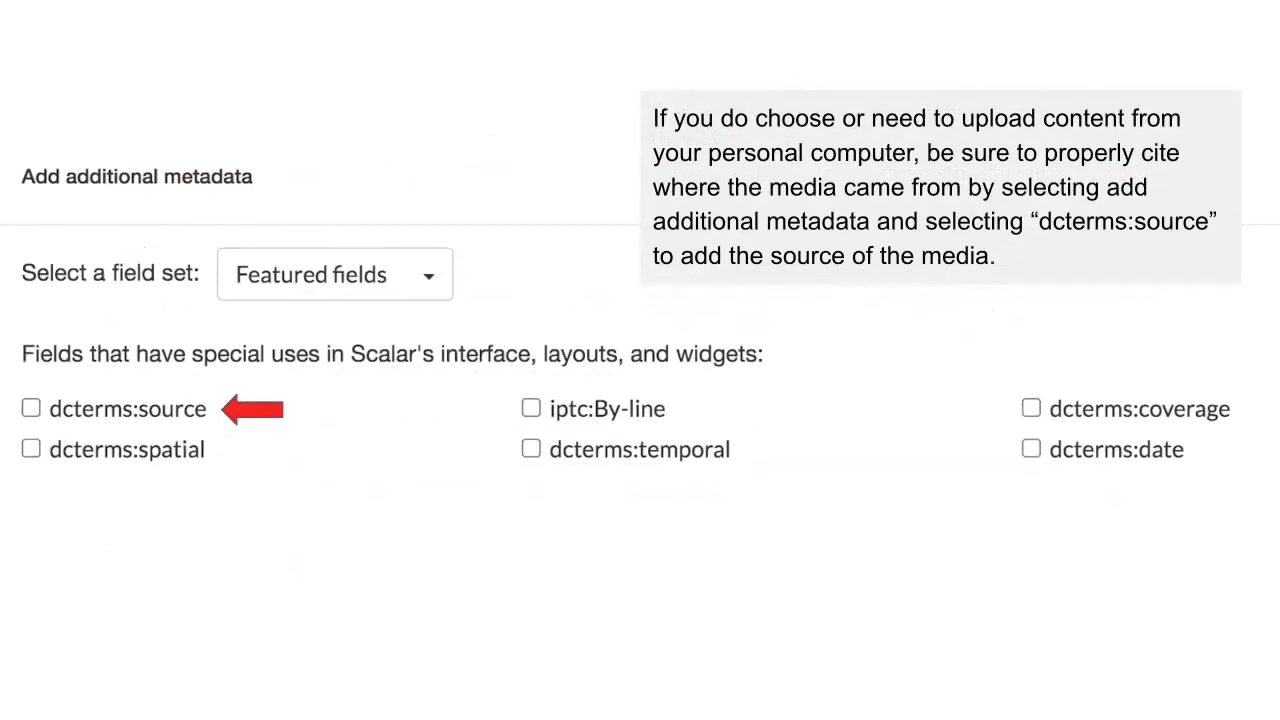 If you do choose or need to upload content from
your personal computer, be sure to properly cite
where the media came from by selecting add
additional metadata and selecting “dcterms:source”
to add the source of the media.
Add additional metadata
Select a field set: Featured fields
Fields that have special uses in Scalar's interface, layouts, and widgets:
dcterms:source iptc:By-line dcterms:coverage
dcterms:spatial dcterms:temporal dcterms:date